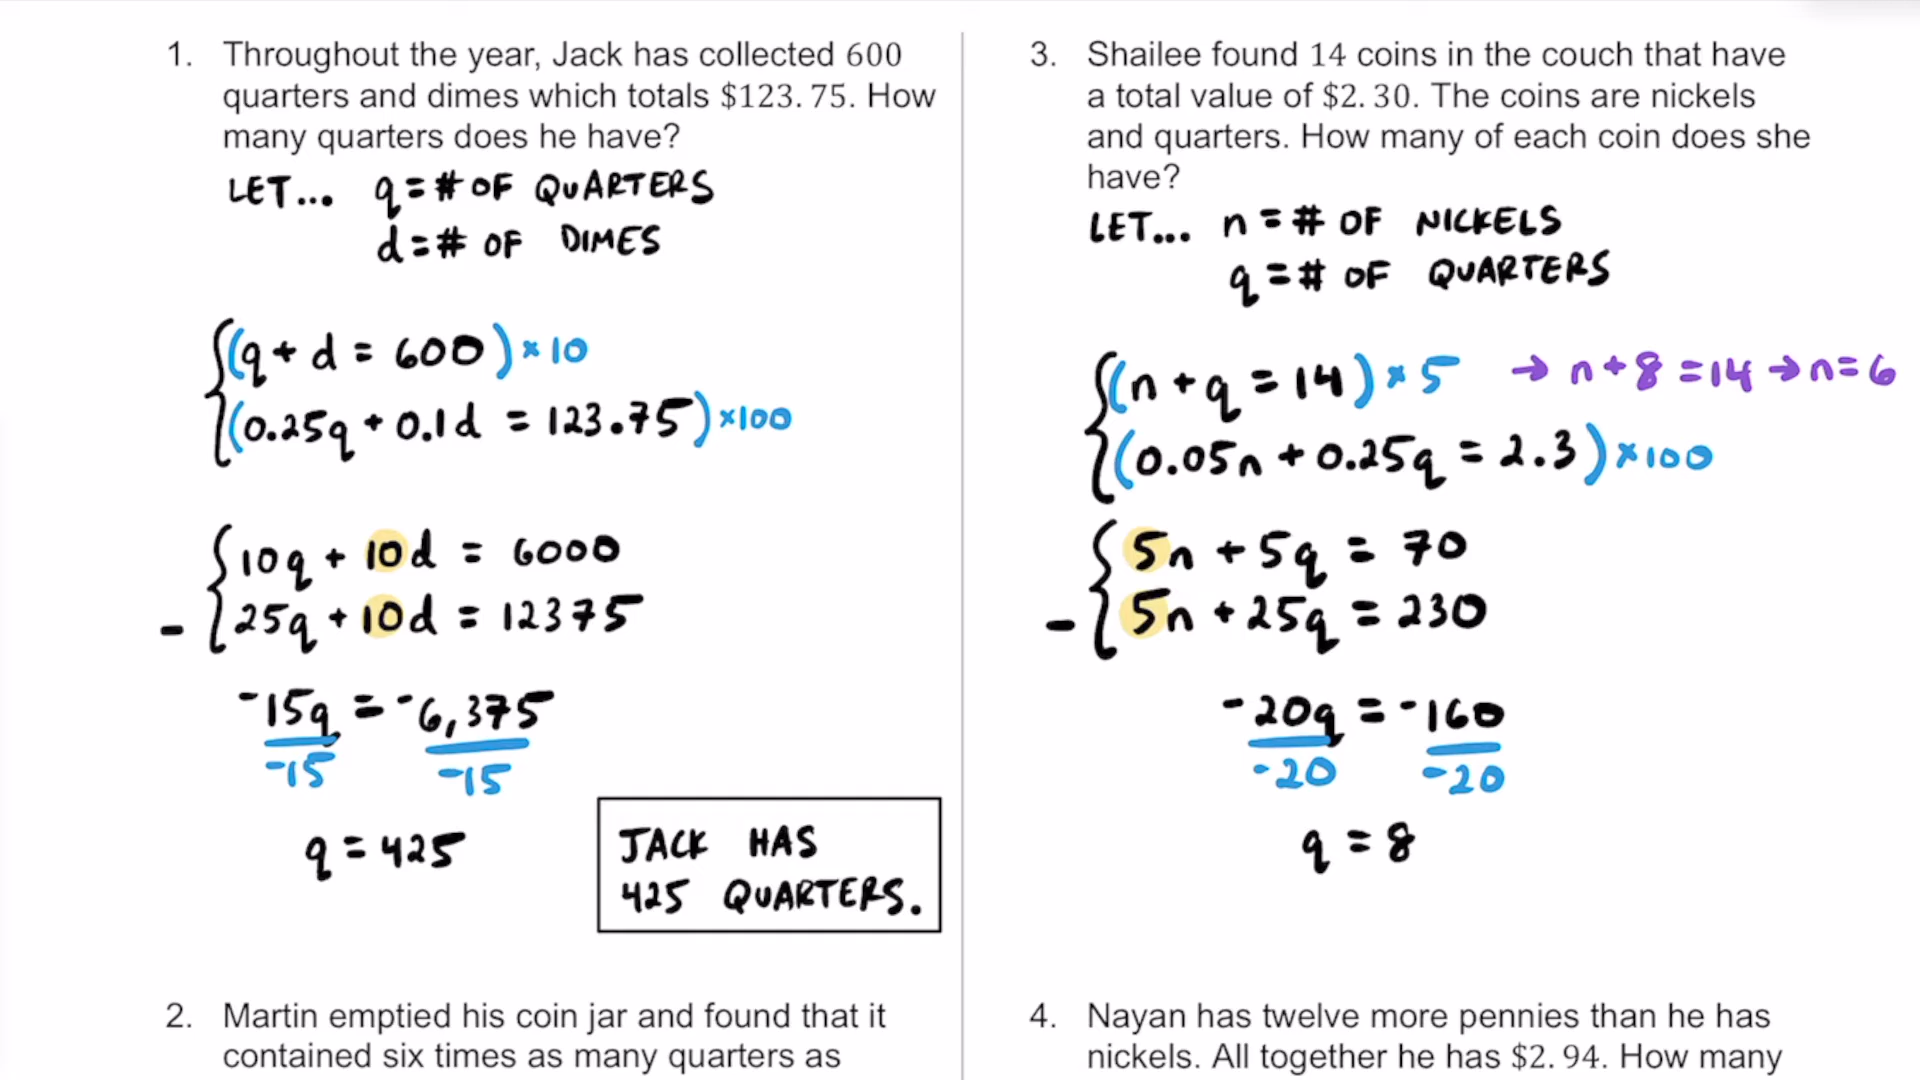 1. Throughout the year, Jack has collected 600
quarters and dimes which totals $123.75. How
many quarters does he have?
LET... q = # OF QUARTERS
d = # OF DIMES
(q + d = 600) × 10
(0.25q + 0.1d = 123.75) × 100
10q + 10d = 6000
- 25q + 10d = 12375
-15q = -6,375
-15 -15
q = 425
JACK HAS
425 QUARTERS.
2. Martin emptied his coin jar and found that it
contained six times as many quarters as
3. Shailee found 14 coins in the couch that have
a total value of $2.30. The coins are nickels
and quarters. How many of each coin does she
have?
LET... n = # OF NICKELS
q = # OF QUARTERS
(n + q = 14) × 5 → n + 8 = 14 → n = 6
(0.05n + 0.25q = 2.3) × 100
5n + 5q = 70
- 5n + 25q = 230
-20q = -160
-20 -20
q = 8
4. Nayan has twelve more pennies than he has
nickels. All together he has $2.94. How many